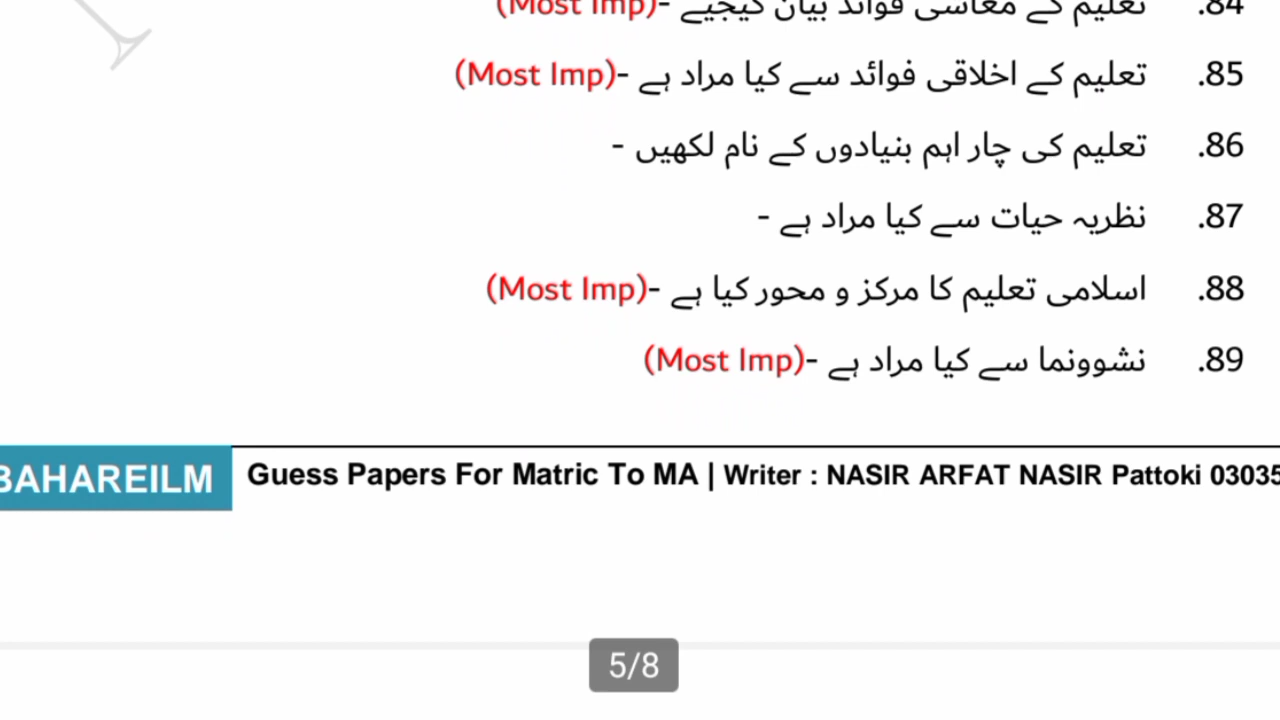 84. تعلیم کے معاشی فوائد بیان کیجیے -(Most Imp)
85. تعلیم کے اخلاقی فوائد سے کیا مراد ہے -(Most Imp)
86. تعلیم کی چار اہم بنیادوں کے نام لکھیں -
87. نظریہ حیات سے کیا مراد ہے -
88. اسلامی تعلیم کا مرکز و محور کیا ہے -(Most Imp)
89. نشوونما سے کیا مراد ہے -(Most Imp)
BAHAREILM Guess Papers For Matric To MA | Writer : NASIR ARFAT NASIR Pattoki 03035
5/8